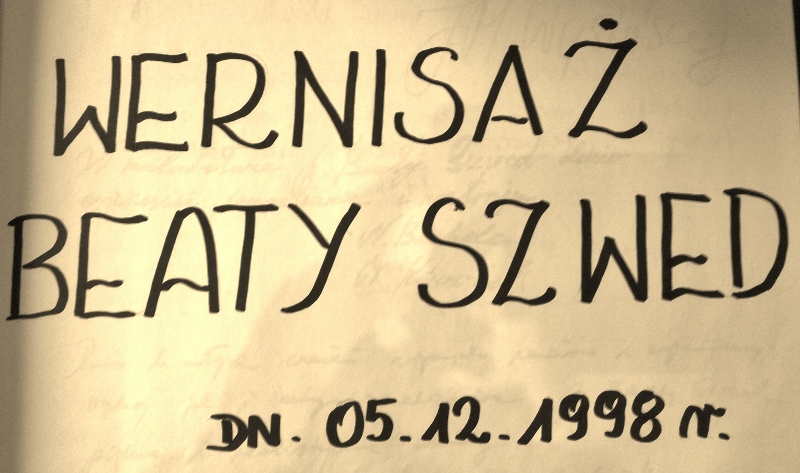 WERNISAŻ
BEATY SZWED
DN. 05.12.1998 r.